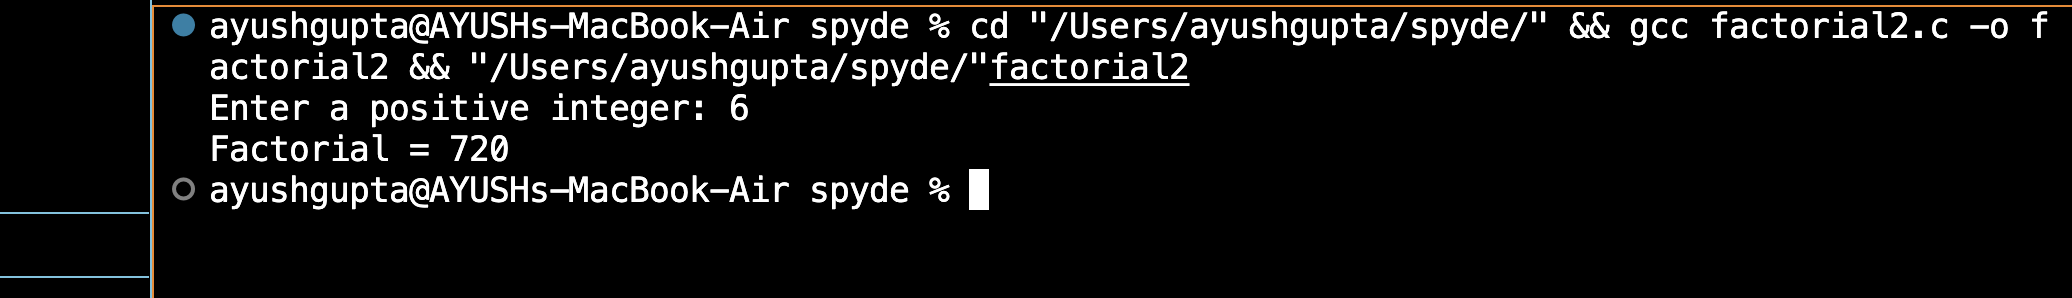 ayushgupta@AYUSHs-MacBook-Air spyde % cd "/Users/ayushgupta/spyde/" && gcc factorial2.c -o f
actorial2 && "/Users/ayushgupta/spyde/"factorial2
Enter a positive integer: 6
Factorial = 720
ayushgupta@AYUSHs-MacBook-Air spyde %